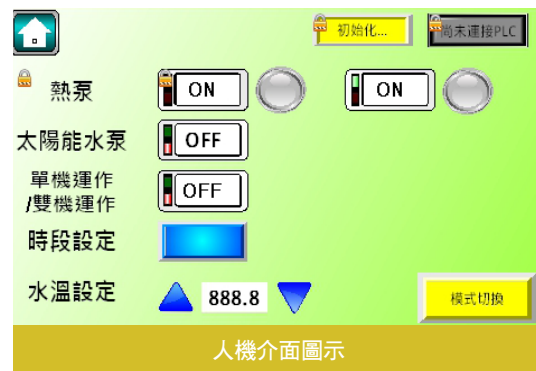 初始化...
尚未連接PLC
熱泵
ON
ON
太陽能水泵
OFF
單機運作
/雙機運作
OFF
時段設定
水溫設定
888.8
模式切換
人機介面圖示